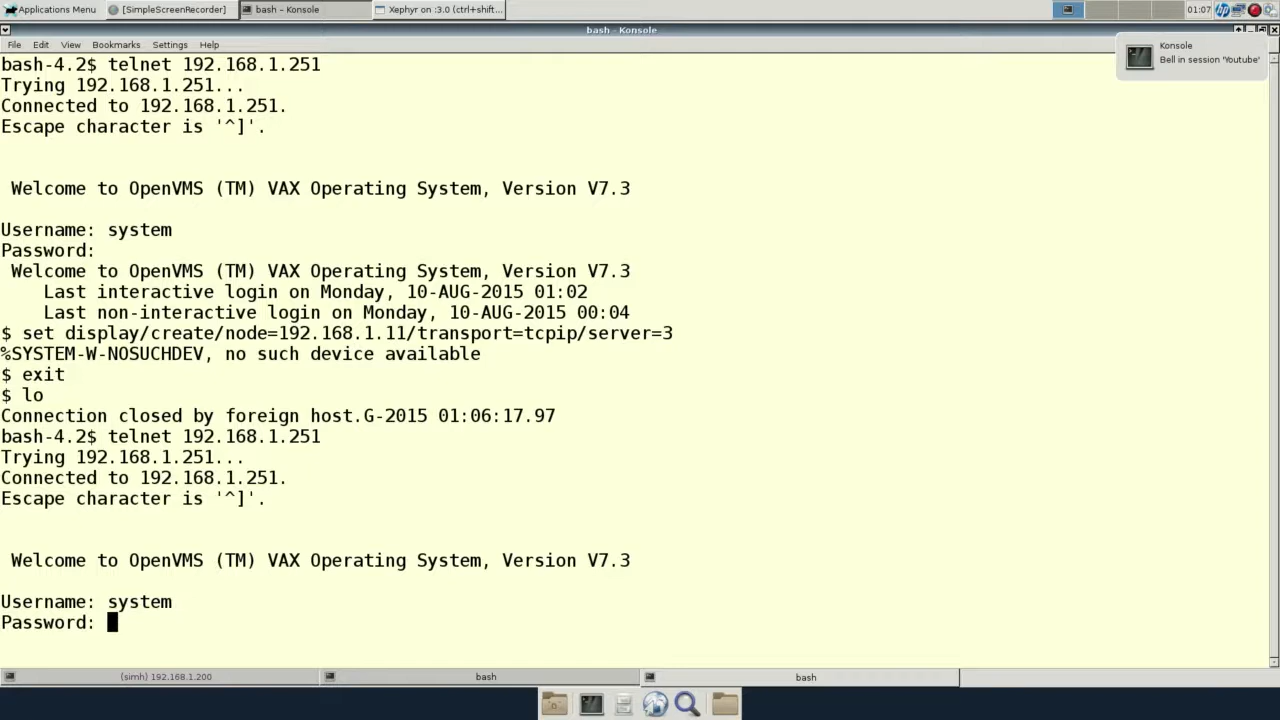 Applications Menu
[SimpleScreenRecorder]
bash - Konsole
Xephyr on :3.0 (ctrl+shift...
01:07
bash - Konsole
File Edit View Bookmarks Settings Help
Konsole
Bell in session 'Youtube'
bash-4.2$ telnet 192.168.1.251
Trying 192.168.1.251...
Connected to 192.168.1.251.
Escape character is '^]'.
Welcome to OpenVMS (TM) VAX Operating System, Version V7.3
Username: system
Password:
Welcome to OpenVMS (TM) VAX Operating System, Version V7.3
Last interactive login on Monday, 10-AUG-2015 01:02
Last non-interactive login on Monday, 10-AUG-2015 00:04
$ set display/create/node=192.168.1.11/transport=tcpip/server=3
%SYSTEM-W-NOSUCHDEV, no such device available
$ exit
$ lo
Connection closed by foreign host.G-2015 01:06:17.97
bash-4.2$ telnet 192.168.1.251
Trying 192.168.1.251...
Connected to 192.168.1.251.
Escape character is '^]'.
Welcome to OpenVMS (TM) VAX Operating System, Version V7.3
Username: system
Password:
(simh) 192.168.1.200
bash
bash